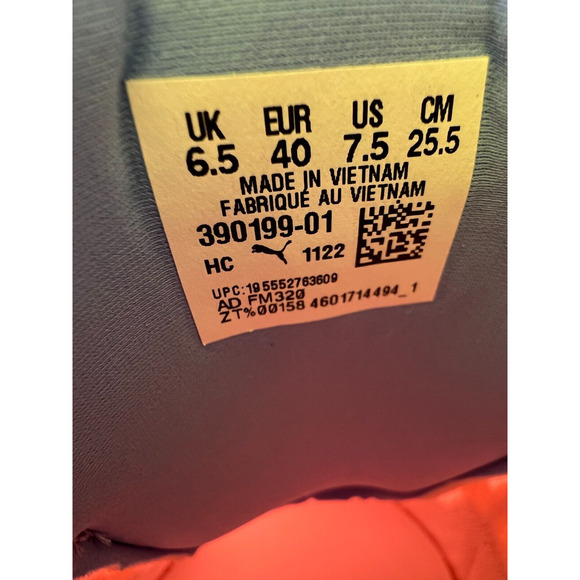 UK EUR US CM
6.5 40 7.5 25.5
MADE IN VIETNAM
FABRIQUÉ AU VIETNAM
390199-01
HC 1122
UPC:195552763609
AD FM320
ZT%00158 4601714494_1